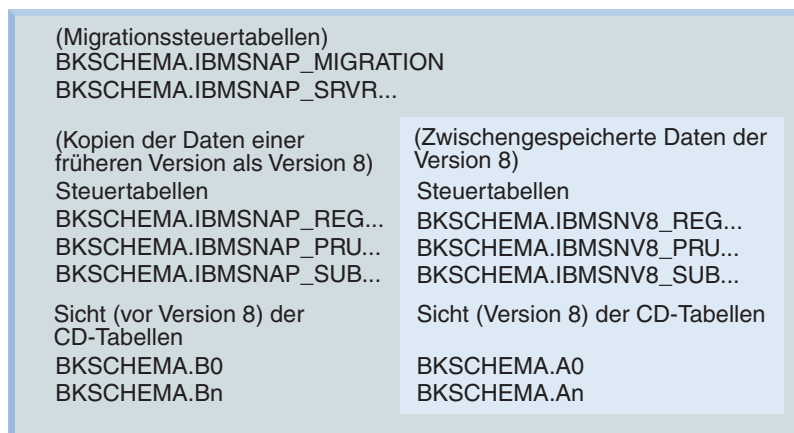 (Migrationssteuertabellen)
BKSCHEMA.IBMSNAP_MIGRATION
BKSCHEMA.IBMSNAP_SRVR...
(Kopien der Daten einer
früheren Version als Version 8)
Steuertabellen
BKSCHEMA.IBMSNAP_REG...
BKSCHEMA.IBMSNAP_PRU...
BKSCHEMA.IBMSNAP_SUB...
Sicht (vor Version 8) der
CD-Tabellen
BKSCHEMA.B0
BKSCHEMA.Bn
(Zwischengespeicherte Daten der
Version 8)
Steuertabellen
BKSCHEMA.IBMSNV8_REG...
BKSCHEMA.IBMSNV8_PRU...
BKSCHEMA.IBMSNV8_SUB...
Sicht (Version 8) der CD-Tabellen
BKSCHEMA.A0
BKSCHEMA.An